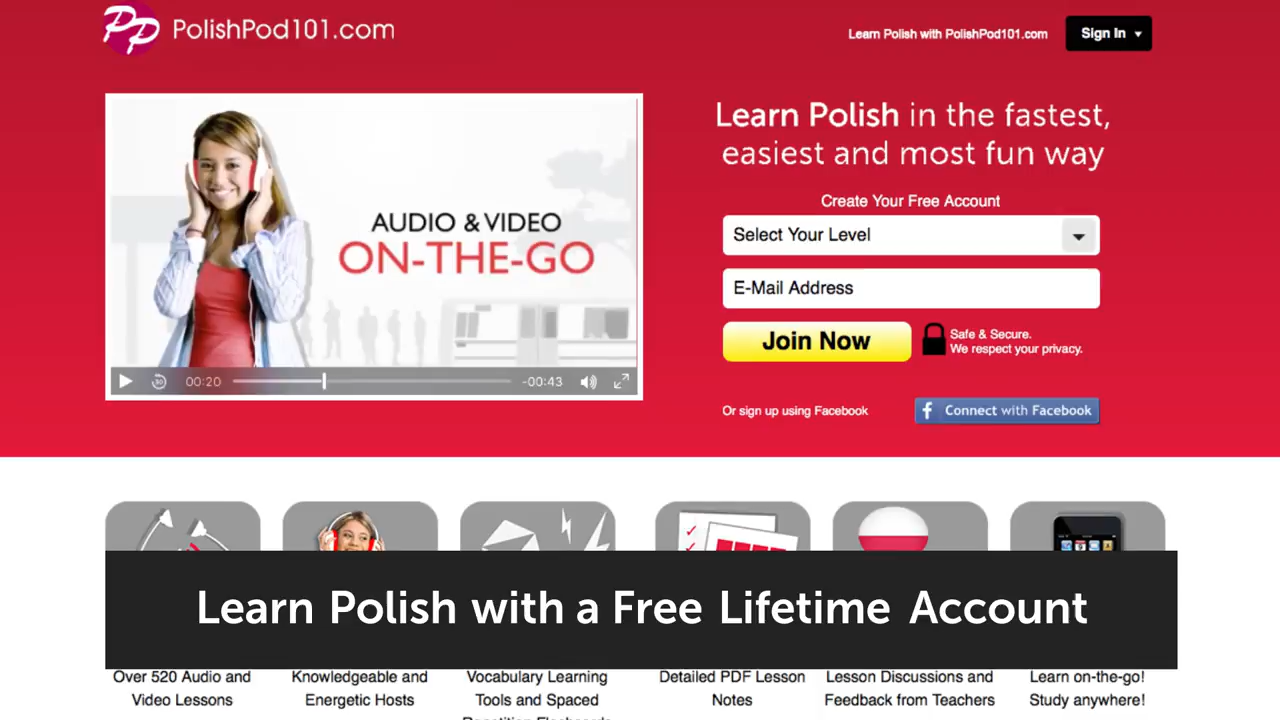 PP
PolishPod101.com
Learn Polish with PolishPod101.com
Sign In
AUDIO & VIDEO
ON-THE-GO
00:20
-00:43
30
Learn Polish in the fastest,
easiest and most fun way
Create Your Free Account
Select Your Level
E-Mail Address
Join Now
Safe & Secure.
We respect your privacy.
Or sign up using Facebook
f Connect with Facebook
Learn Polish with a Free Lifetime Account
Over 520 Audio and
Video Lessons
Knowledgeable and
Energetic Hosts
Vocabulary Learning
Tools and Spaced
Detailed PDF Lesson
Notes
Lesson Discussions and
Feedback from Teachers
Learn on-the-go!
Study anywhere!